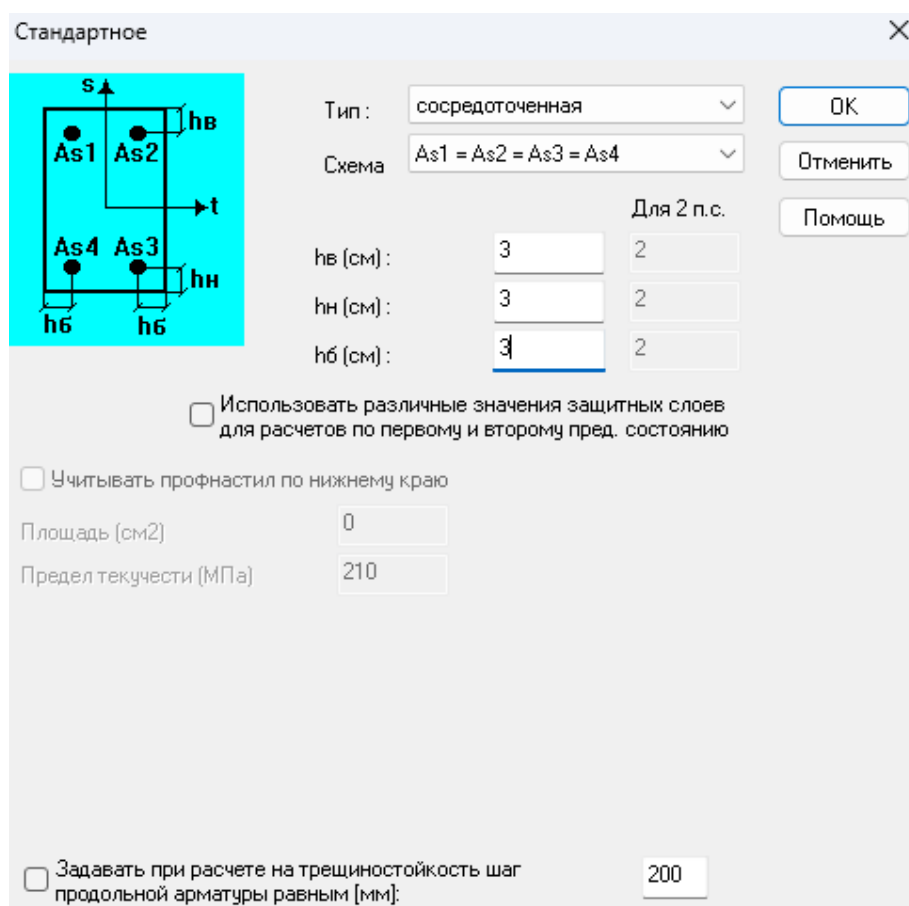 Стандартное
s
hв
As1 As2
t
As4 As3
hн
hб hб
Тип : сосредоточенная OK
Схема As1 = As2 = As3 = As4 Отменить
Для 2 п.с. Помощь
hв (см) : 3 2
hн (см) : 3 2
hб (см) : 3 2
Использовать различные значения защитных слоев
для расчетов по первому и второму пред. состоянию
Учитывать профнастил по нижнему краю
Площадь (см2) 0
Предел текучести (МПа) 210
Задавать при расчете на трещиностойкость шаг
продольной арматуры равным [мм]: 200